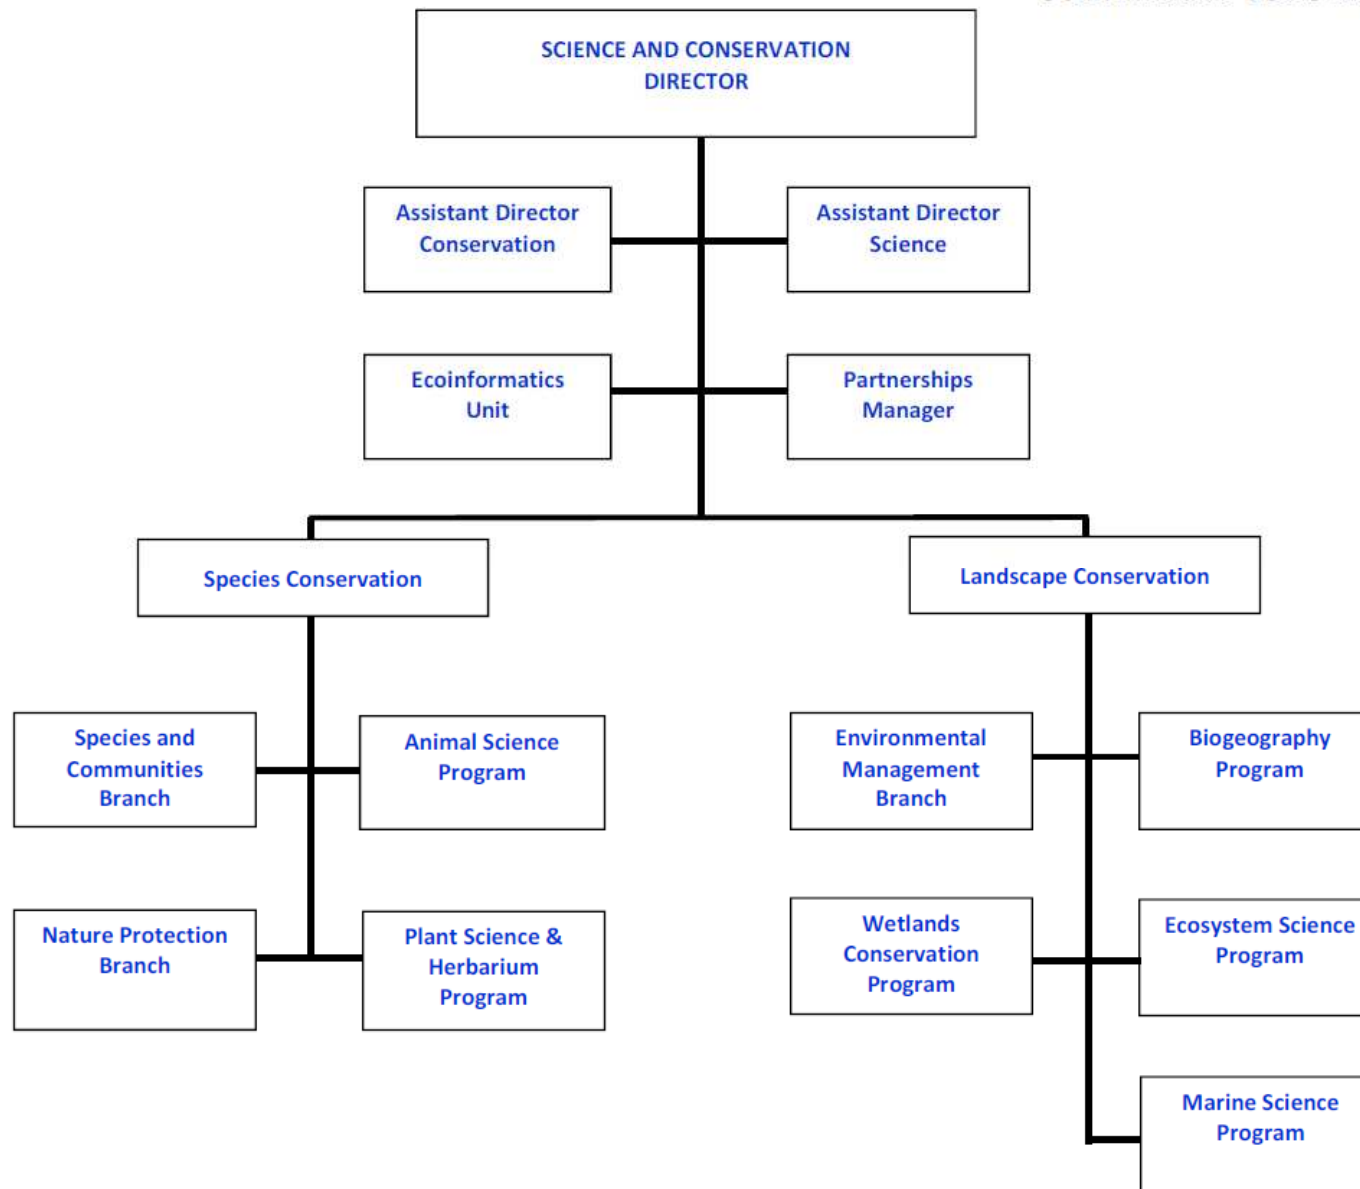 SCIENCE AND CONSERVATION
DIRECTOR
Assistant Director
Conservation
Assistant Director
Science
Ecoinformatics
Unit
Partnerships
Manager
Species Conservation
Landscape Conservation
Species and
Communities
Branch
Animal Science
Program
Environmental
Management
Branch
Biogeography
Program
Nature Protection
Branch
Plant Science &
Herbarium
Program
Wetlands
Conservation
Program
Ecosystem Science
Program
Marine Science
Program